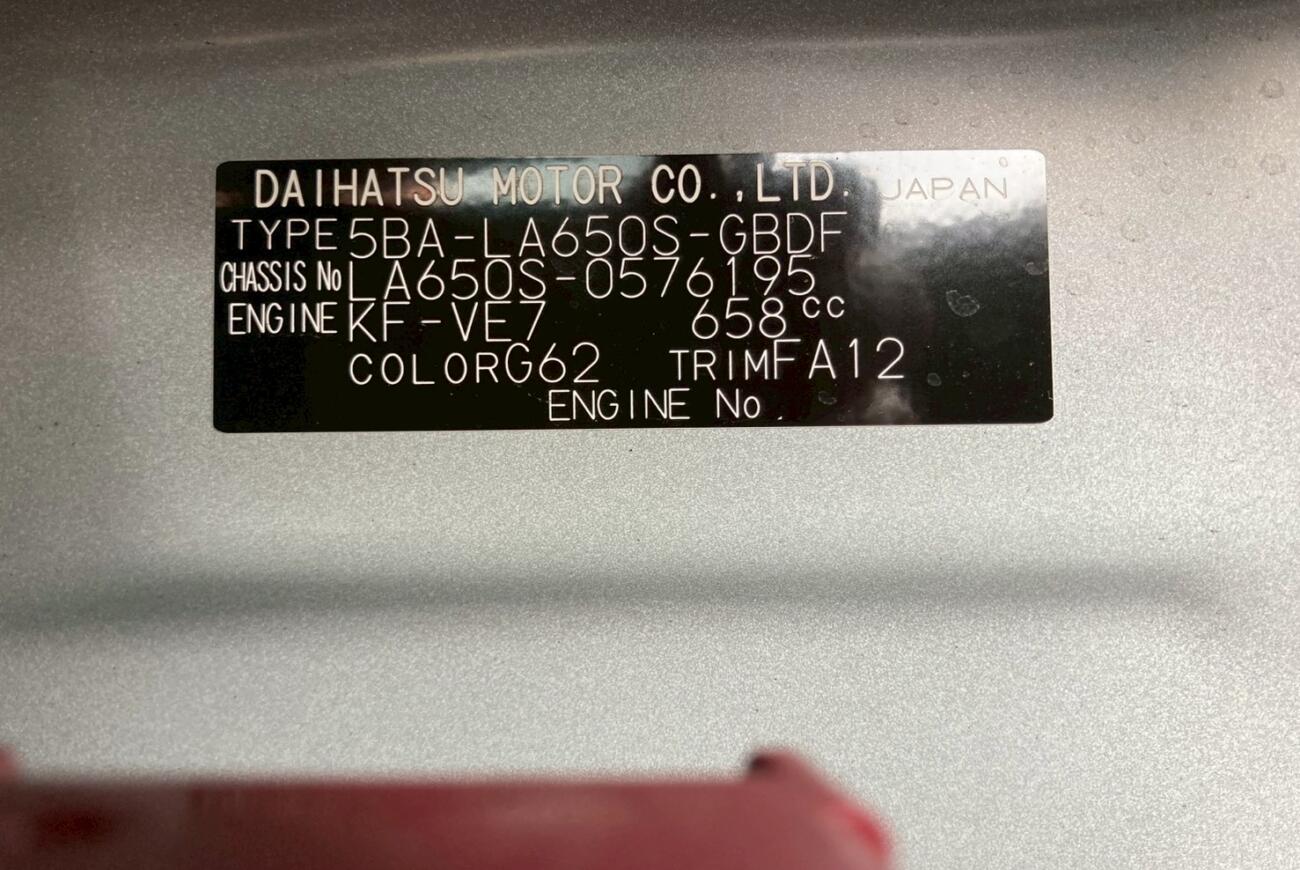 DAIHATSU MOTOR CO.,LTD. JAPAN
TYPE 5BA-LA650S-GBDF
CHASSIS No LA650S-0576195
ENGINE KF-VE7 658cc
COLOR G62 TRIM FA12
ENGINE No